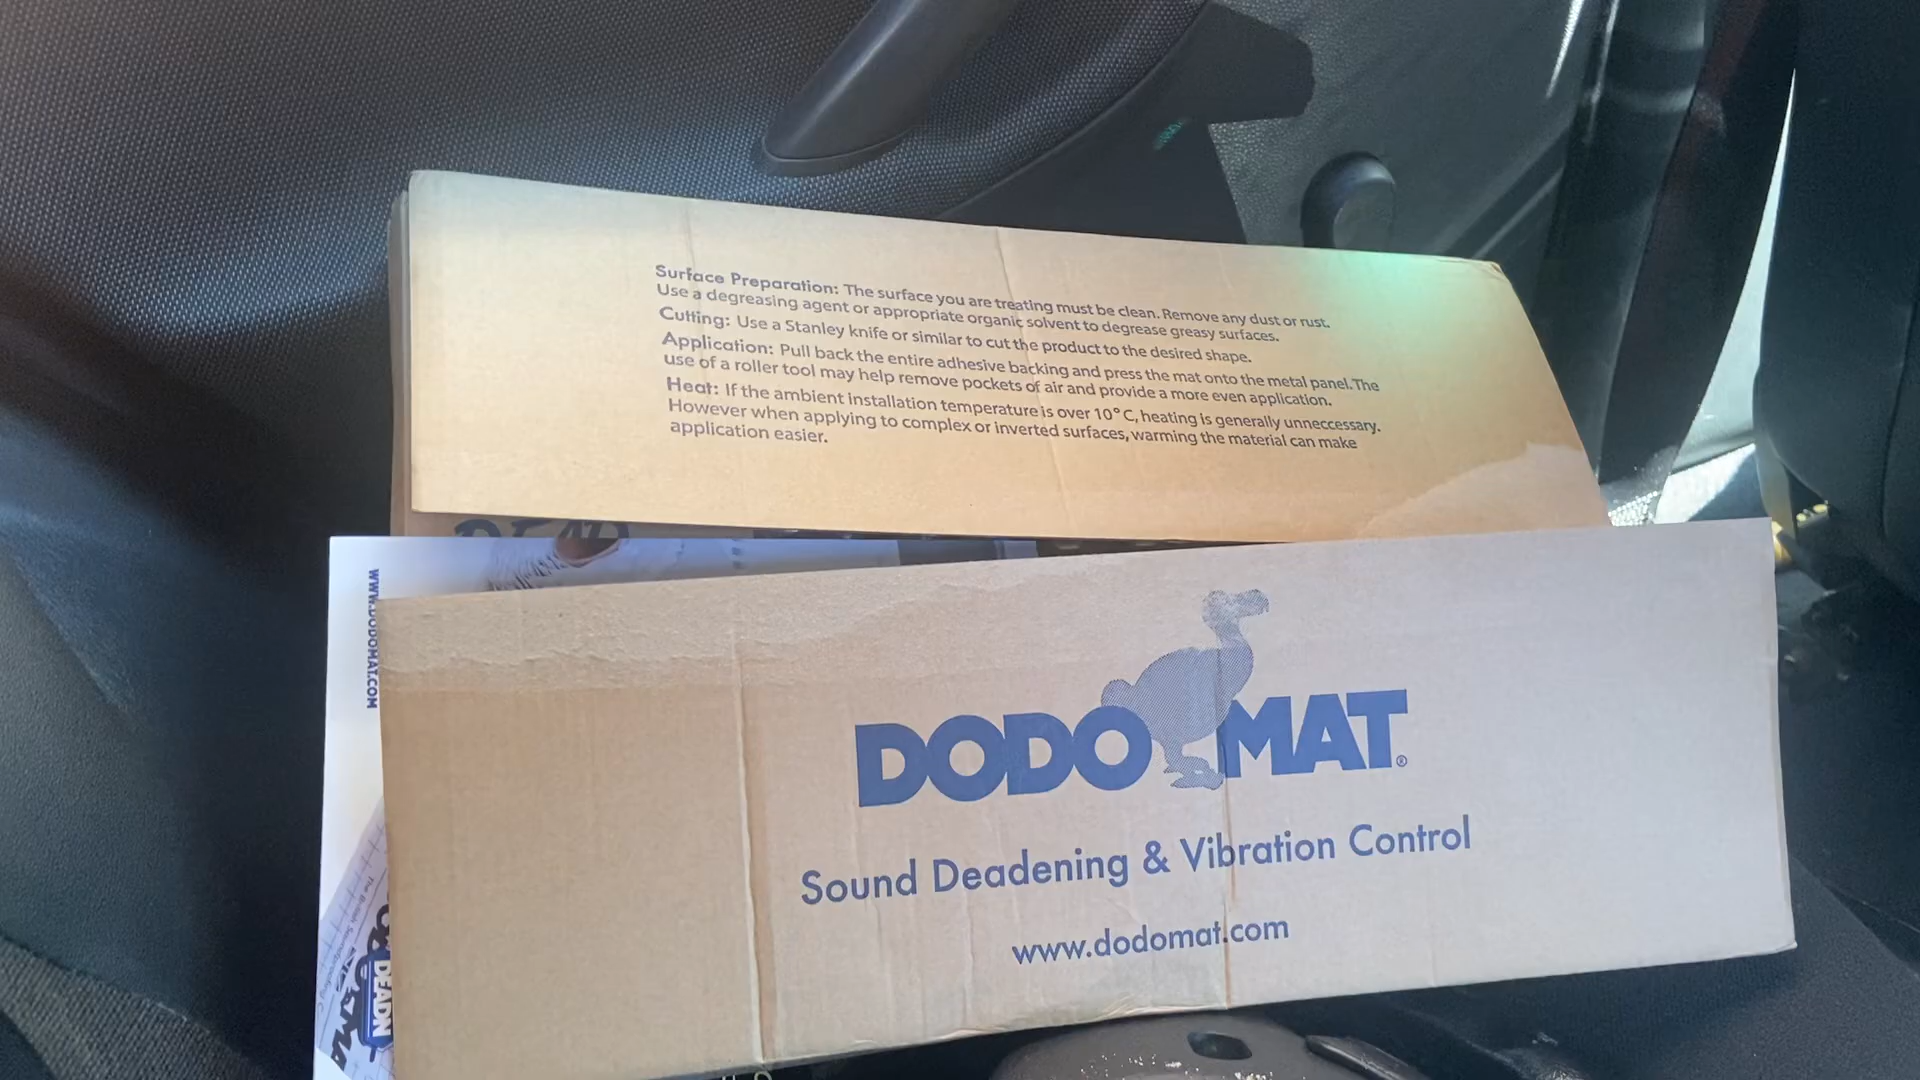 Surface Preparation: The surface you are treating must be clean. Remove any dust or rust.
Use a degreasing agent or appropriate organic solvent to degrease greasy surfaces.
Cutting: Use a Stanley knife or similar to cut the product to the desired shape.
Application: Pull back the entire adhesive backing and press the mat onto the metal panel. The
use of a roller tool may help remove pockets of air and provide a more even application.
Heat: If the ambient installation temperature is over 10°C, heating is generally unneccessary.
However when applying to complex or inverted surfaces, warming the material can make
application easier.
DEAD
WWW.DODOMAT.COM
DODO MAT®
Sound Deadening & Vibration Control
www.dodomat.com
DEADN